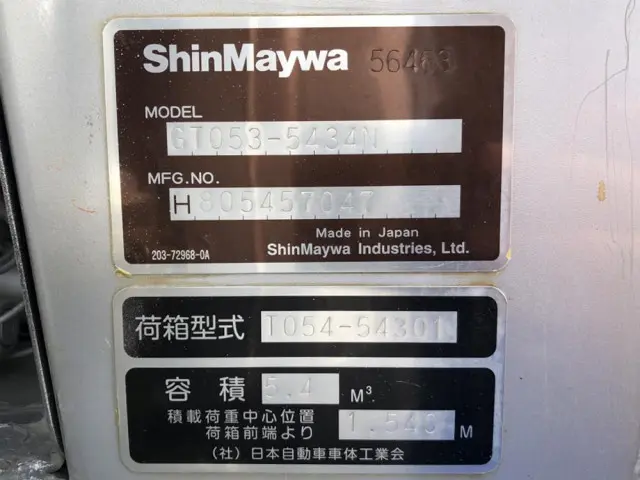 ShinMaywa 56463
MODEL
GT053-5434N
MFG.NO.
H805457047
Made in Japan
203-72968-0A ShinMaywa Industries, Ltd.
荷箱型式 T054-54301
容積 5.4 M³
積載荷重中心位置
荷箱前端より 1.543 M
(社)日本自動車車体工業会